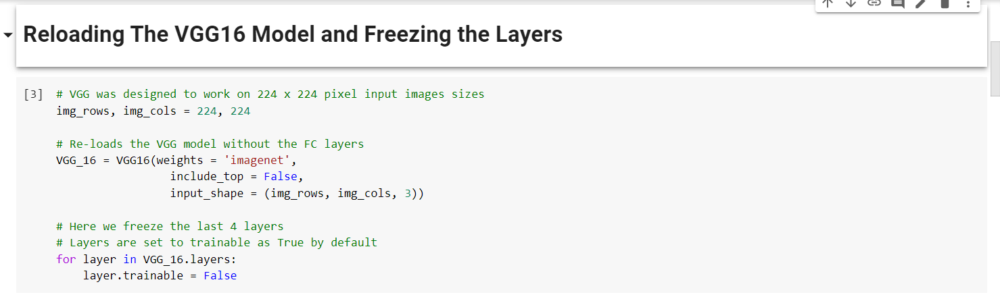 Reloading The VGG16 Model and Freezing the Layers
[3] # VGG was designed to work on 224 x 224 pixel input images sizes
img_rows, img_cols = 224, 224
# Re-loads the VGG model without the FC layers
VGG_16 = VGG16(weights = 'imagenet',
include_top = False,
input_shape = (img_rows, img_cols, 3))
# Here we freeze the last 4 layers
# Layers are set to trainable as True by default
for layer in VGG_16.layers:
layer.trainable = False